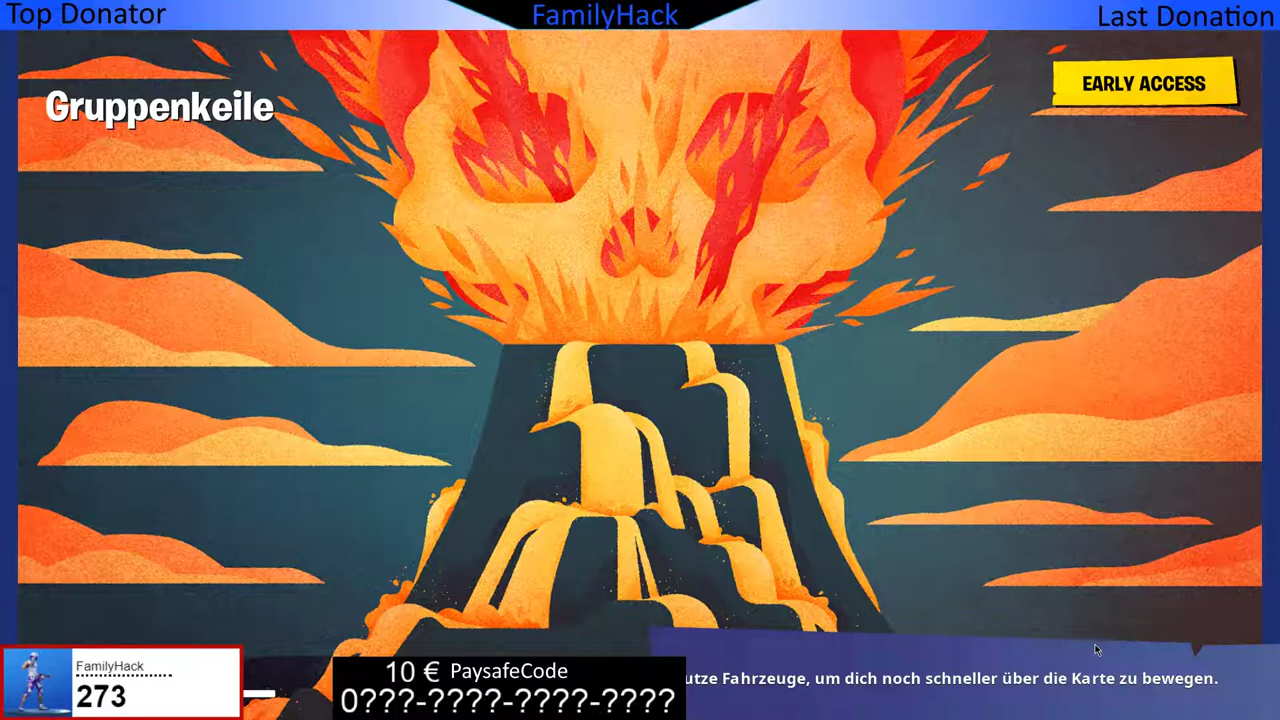 Top Donator
FamilyHack
Last Donation
Gruppenkeile
EARLY ACCESS
FamilyHack
273
10 € PaysafeCode
0???-????-????-????
Fahrzeuge, um dich noch schneller über die Karte zu bewegen.